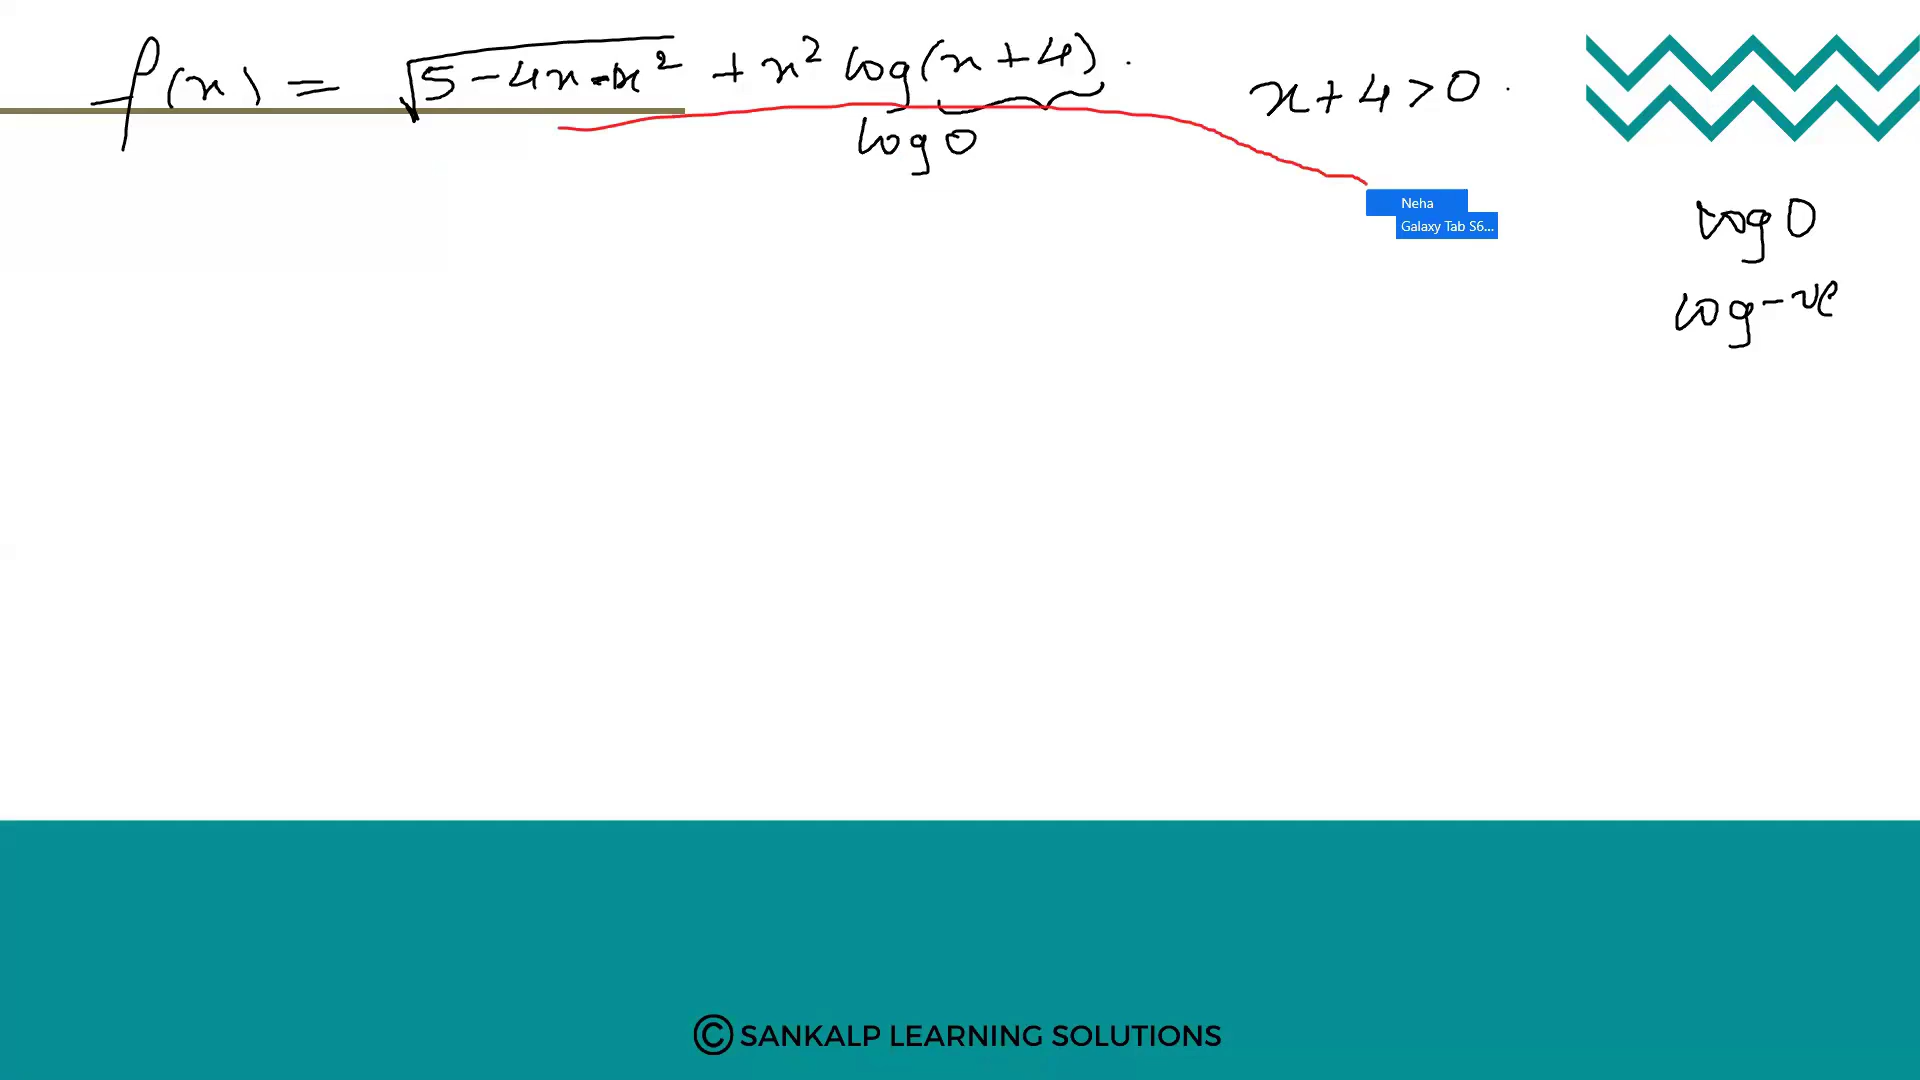 f(x) = √5-4x-x² + x² log(x+4).
x+4>0.
log 0
Neha
Galaxy Tab S6...
log 0
log -ve
© SANKALP LEARNING SOLUTIONS